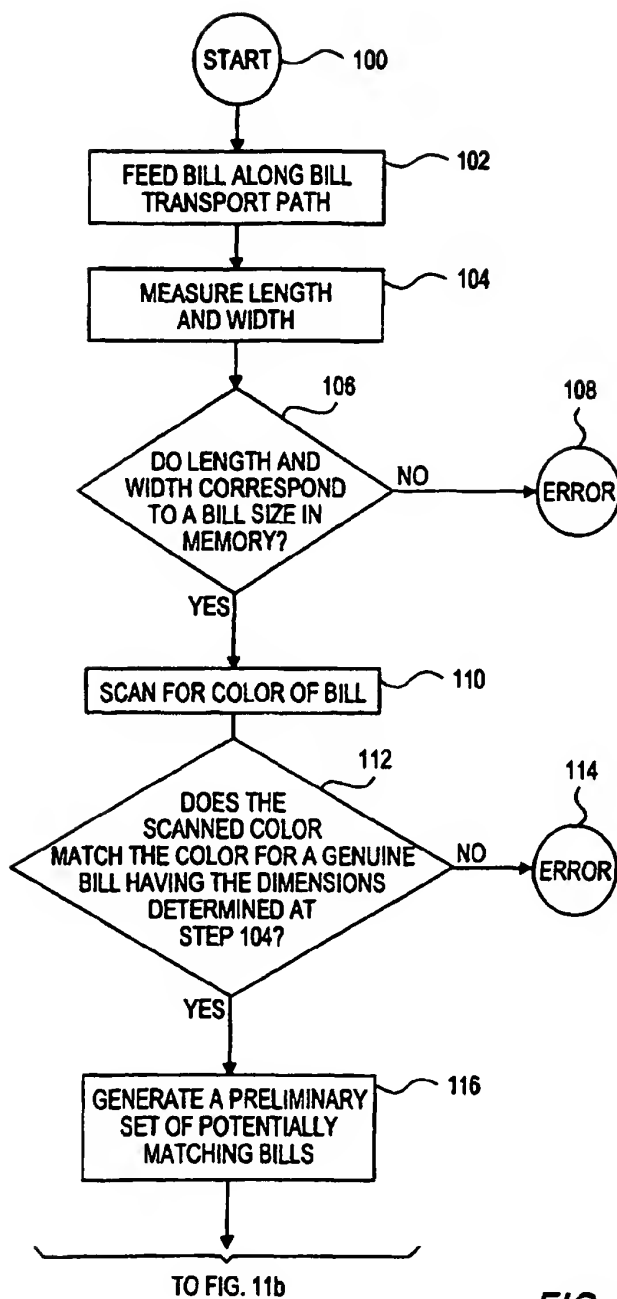 START
100
FEED BILL ALONG BILL
TRANSPORT PATH
102
MEASURE LENGTH
AND WIDTH
104
106
108
DO LENGTH AND
WIDTH CORRESPOND
TO A BILL SIZE IN
MEMORY?
NO
ERROR
YES
SCAN FOR COLOR OF BILL
110
112
114
DOES THE
SCANNED COLOR
MATCH THE COLOR FOR A GENUINE
BILL HAVING THE DIMENSIONS
DETERMINED AT
STEP 104?
NO
ERROR
YES
GENERATE A PRELIMINARY
SET OF POTENTIALLY
MATCHING BILLS
116
TO FIG. 11b
FIG